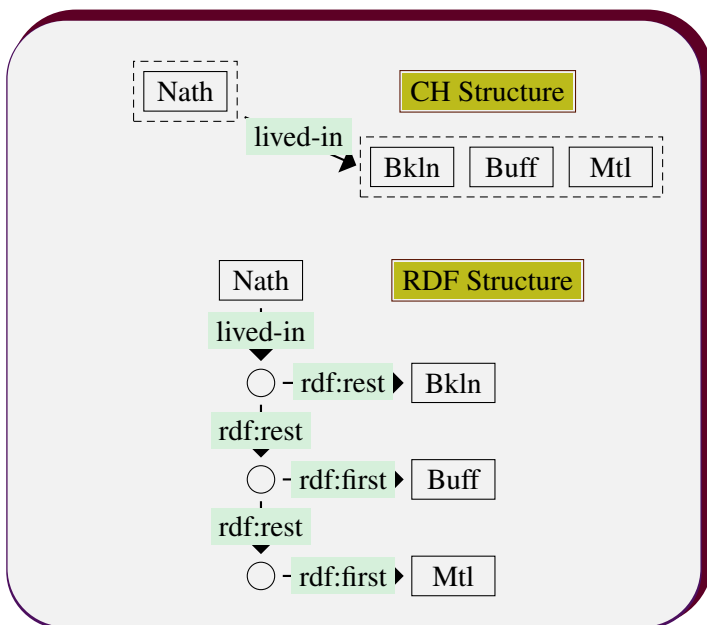 Nath
CH Structure
lived-in
Bkln Buff Mtl
Nath
RDF Structure
lived-in
rdf:rest Bkln
rdf:rest
rdf:first Buff
rdf:rest
rdf:first Mtl